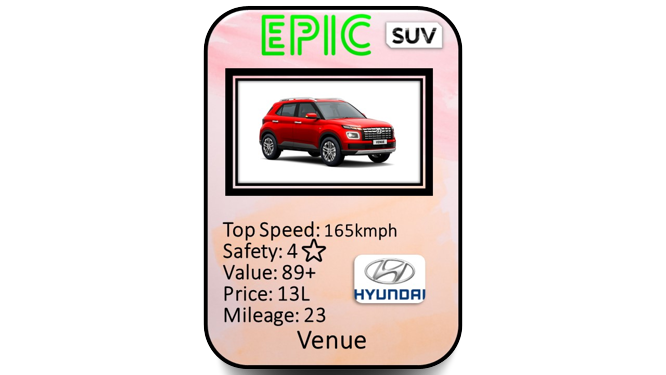 EPIC SUV
Top Speed: 165kmph
Safety: 4
Value: 89+
Price: 13L
Mileage: 23
HYUNDAI
Venue